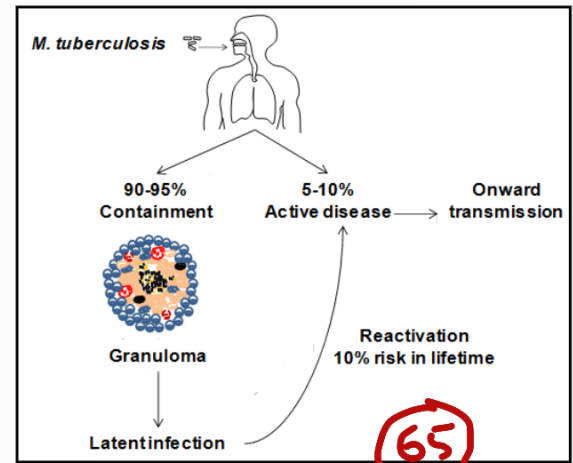 M. tuberculosis
90-95%
Containment
5-10%
Active disease
Onward
transmission
Granuloma
Reactivation
10% risk in lifetime
Latent infection
65